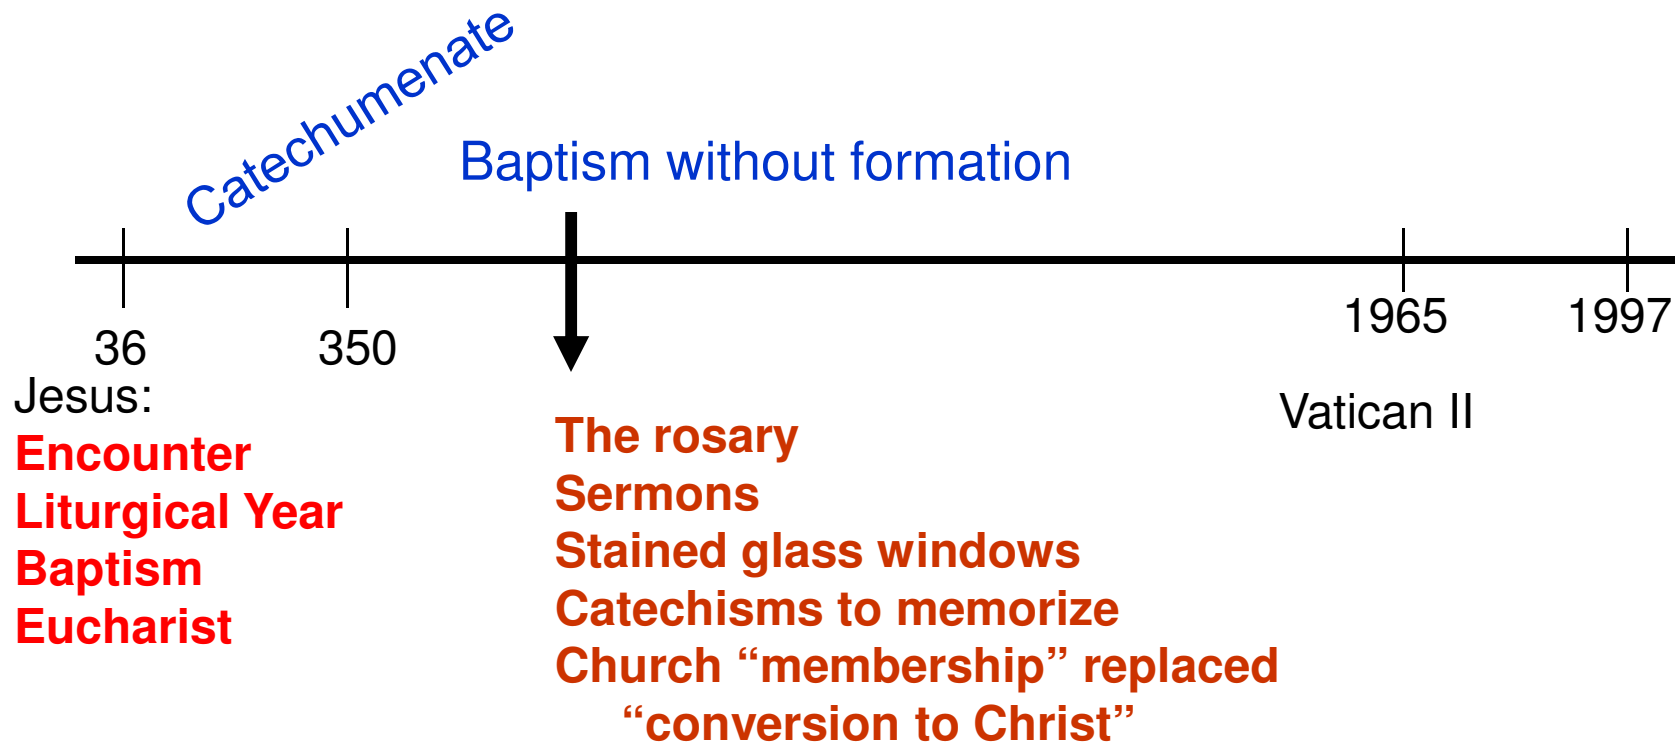 Catechumenate
Baptism without formation
36
350
1965
1997
Jesus:
Encounter
Liturgical Year
Baptism
Eucharist
The rosary
Sermons
Stained glass windows
Catechisms to memorize
Church “membership” replaced
“conversion to Christ”
Vatican II